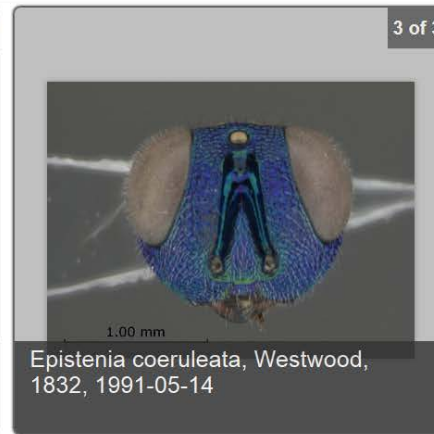 3 of
1.00 mm
Epistenia coeruleata, Westwood,
1832, 1991-05-14